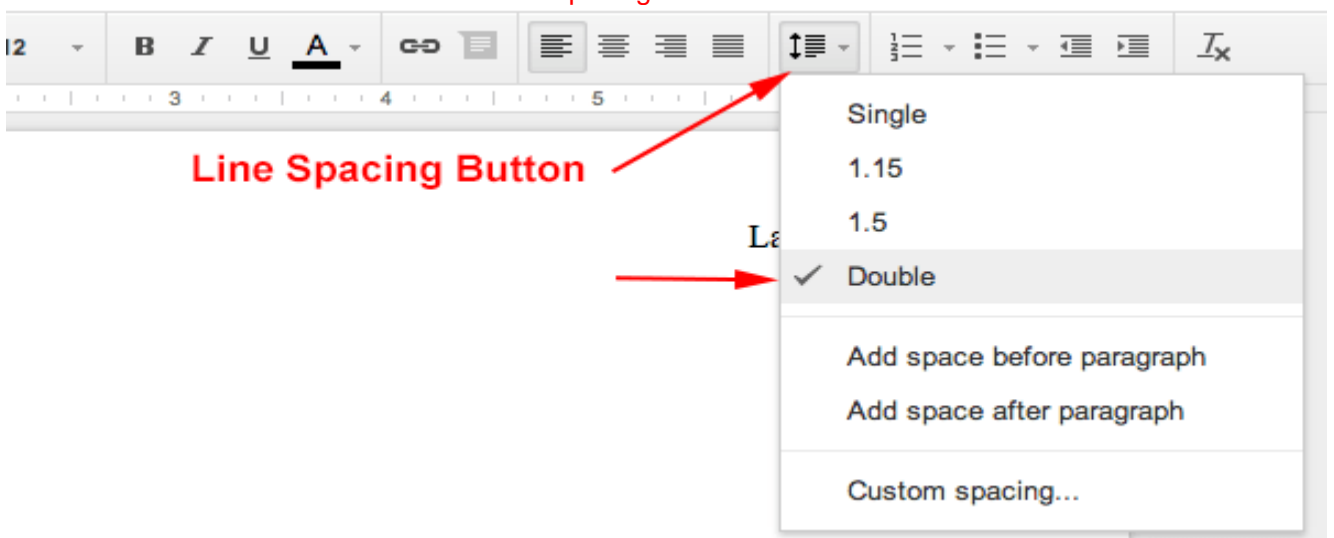 12 B I U A
3 4 5
Line Spacing Button
La
Single
1.15
1.5
Double
Add space before paragraph
Add space after paragraph
Custom spacing...